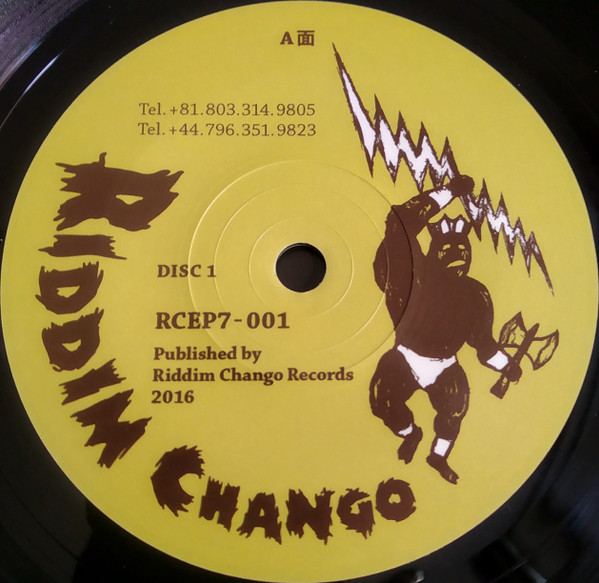 A面
Tel. +81.803.314.9805
Tel. +44.796.351.9823
RIDDIM CHANGO
DISC 1
RCEP7-001
Published by
Riddim Chango Records
2016